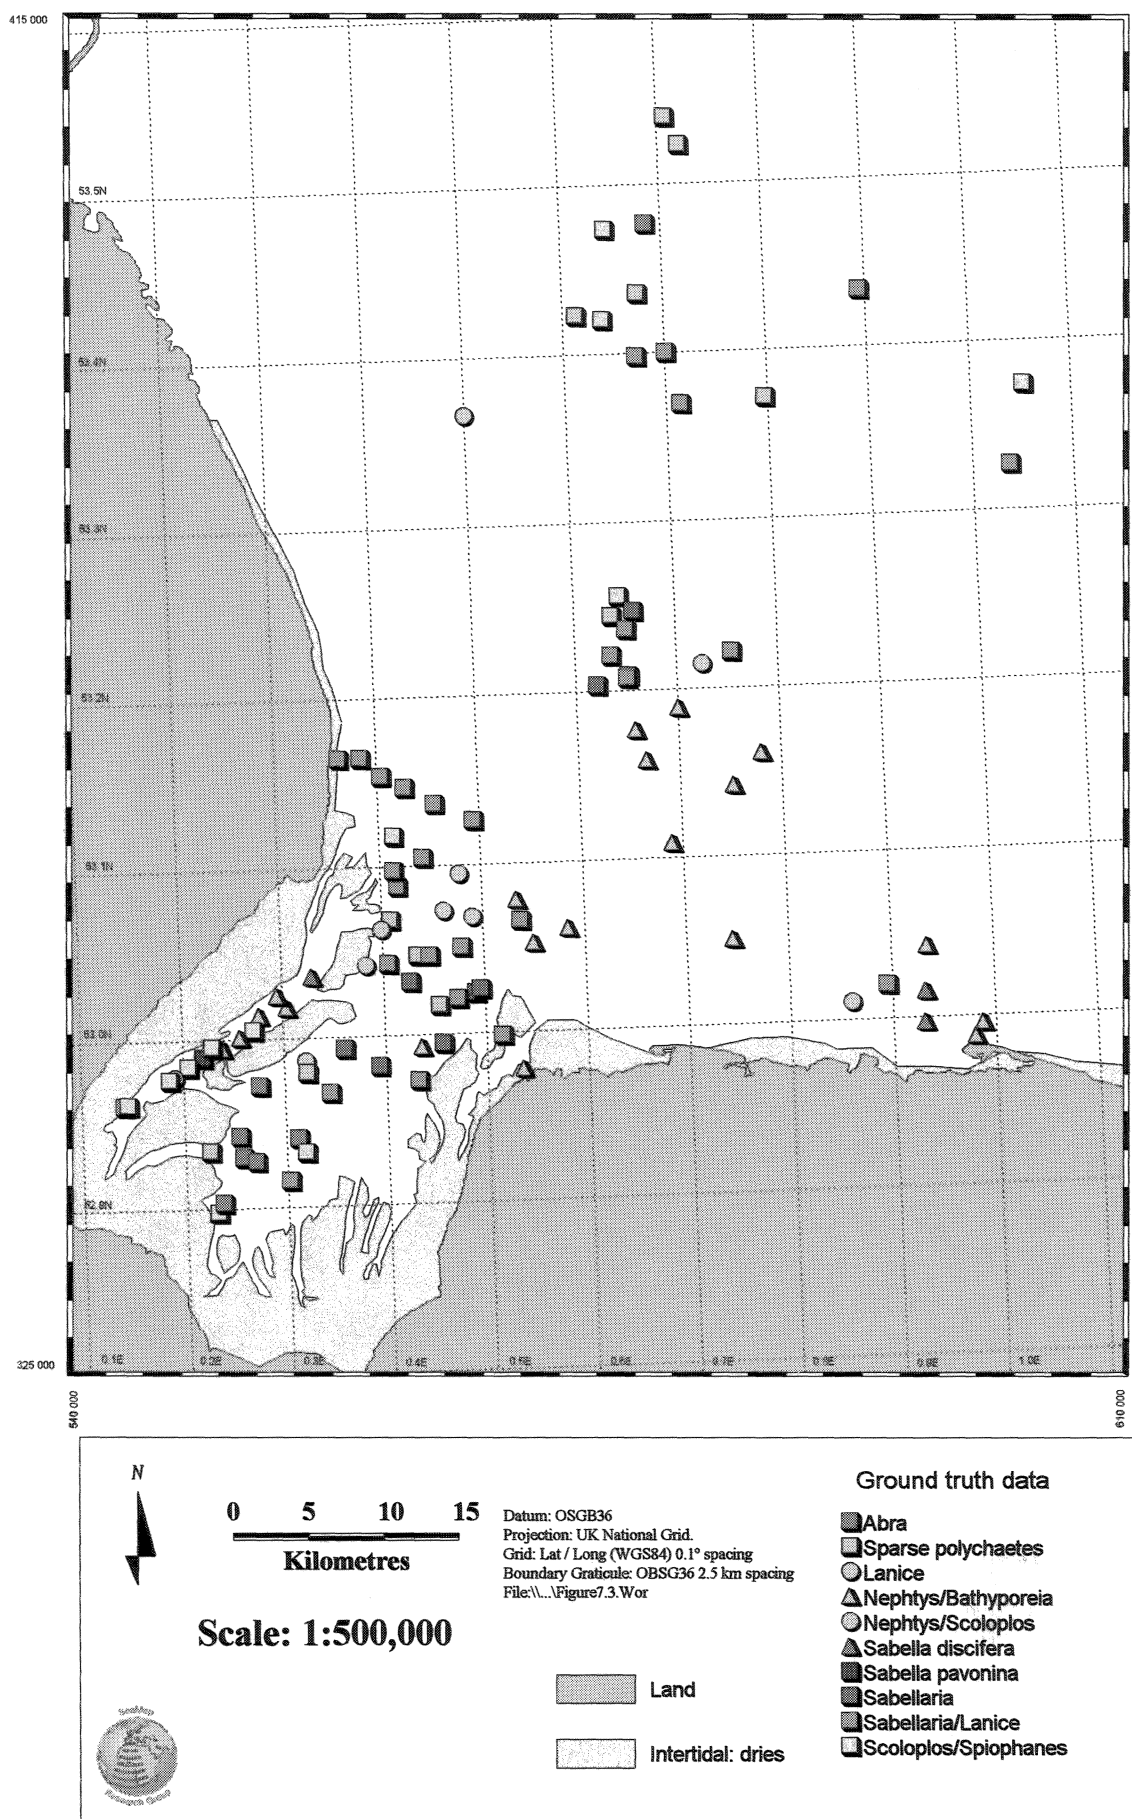 415 000
53.5N
53.4N
53.3N
53.2N
53.1N
53.0N
52.9N
325 000
0.1E
0.2E
0.3E
0.4E
0.5E
0.6E
0.7E
0.8E
0.9E
1.0E
540 000
610 000
N
0 5 10 15
Kilometres
Scale: 1:500,000
Datum: OSGB36
Projection: UK National Grid.
Grid: Lat / Long (WGS84) 0.1° spacing
Boundary Graticule: OBSG36 2.5 km spacing
File:\\...\Figure7.3.Wor
Land
Intertidal: dries
Ground truth data
Abra
Sparse polychaetes
Lanice
Nephtys/Bathyporeia
Nephtys/Scoloplos
Sabella discifera
Sabella pavonina
Sabellaria
Sabellaria/Lanice
Scoloplos/Spiophanes
SeaMap
Research Group